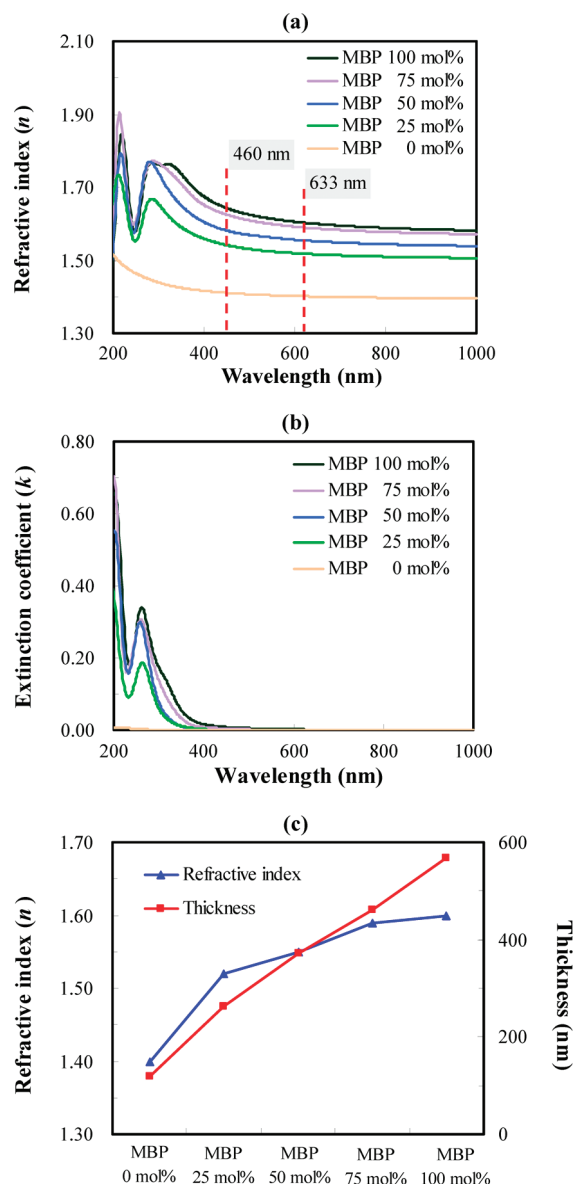 (a)
Refractive index (n)
2.10
1.90
1.70
1.50
1.30
MBP 100 mol%
MBP 75 mol%
MBP 50 mol%
MBP 25 mol%
MBP 0 mol%
460 nm
633 nm
200 400 600 800 1000
Wavelength (nm)
(b)
Extinction coefficient (k)
0.80
0.60
0.40
0.20
0.00
MBP 100 mol%
MBP 75 mol%
MBP 50 mol%
MBP 25 mol%
MBP 0 mol%
200 400 600 800 1000
Wavelength (nm)
(c)
Refractive index (n)
1.70
1.60
1.50
1.40
1.30
Refractive index
Thickness
600
400
200
0
Thickness
(nm)
MBP MBP MBP MBP MBP
0 mol% 25 mol% 50 mol% 75 mol% 100 mol%